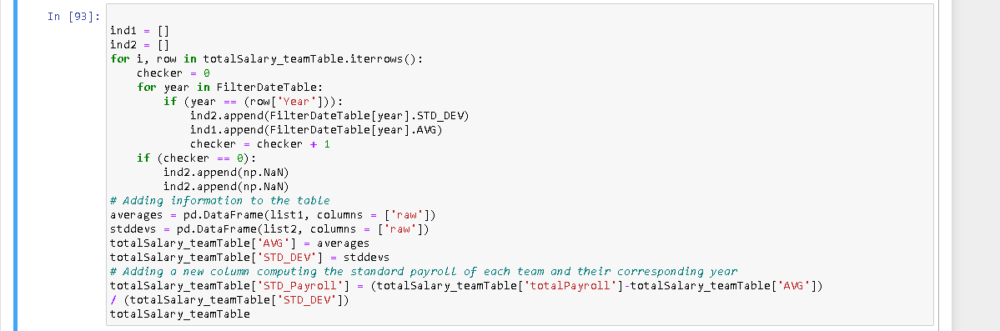 In [93]:
ind1 = []
ind2 = []
for i, row in totalSalary_teamTable.iterrows():
    checker = 0
    for year in FilterDateTable:
        if (year == (row['Year'])):
            ind2.append(FilterDateTable[year].STD_DEV)
            ind1.append(FilterDateTable[year].AVG)
            checker = checker + 1
    if (checker == 0):
        ind2.append(np.NaN)
        ind2.append(np.NaN)
# Adding information to the table
averages = pd.DataFrame(list1, columns = ['raw'])
stddevs = pd.DataFrame(list2, columns = ['raw'])
totalSalary_teamTable['AVG'] = averages
totalSalary_teamTable['STD_DEV'] = stddevs
# Adding a new column computing the standard payroll of each team and their corresponding year
totalSalary_teamTable['STD_Payroll'] = (totalSalary_teamTable['totalPayroll']-totalSalary_teamTable['AVG'])
/ (totalSalary_teamTable['STD_DEV'])
totalSalary_teamTable